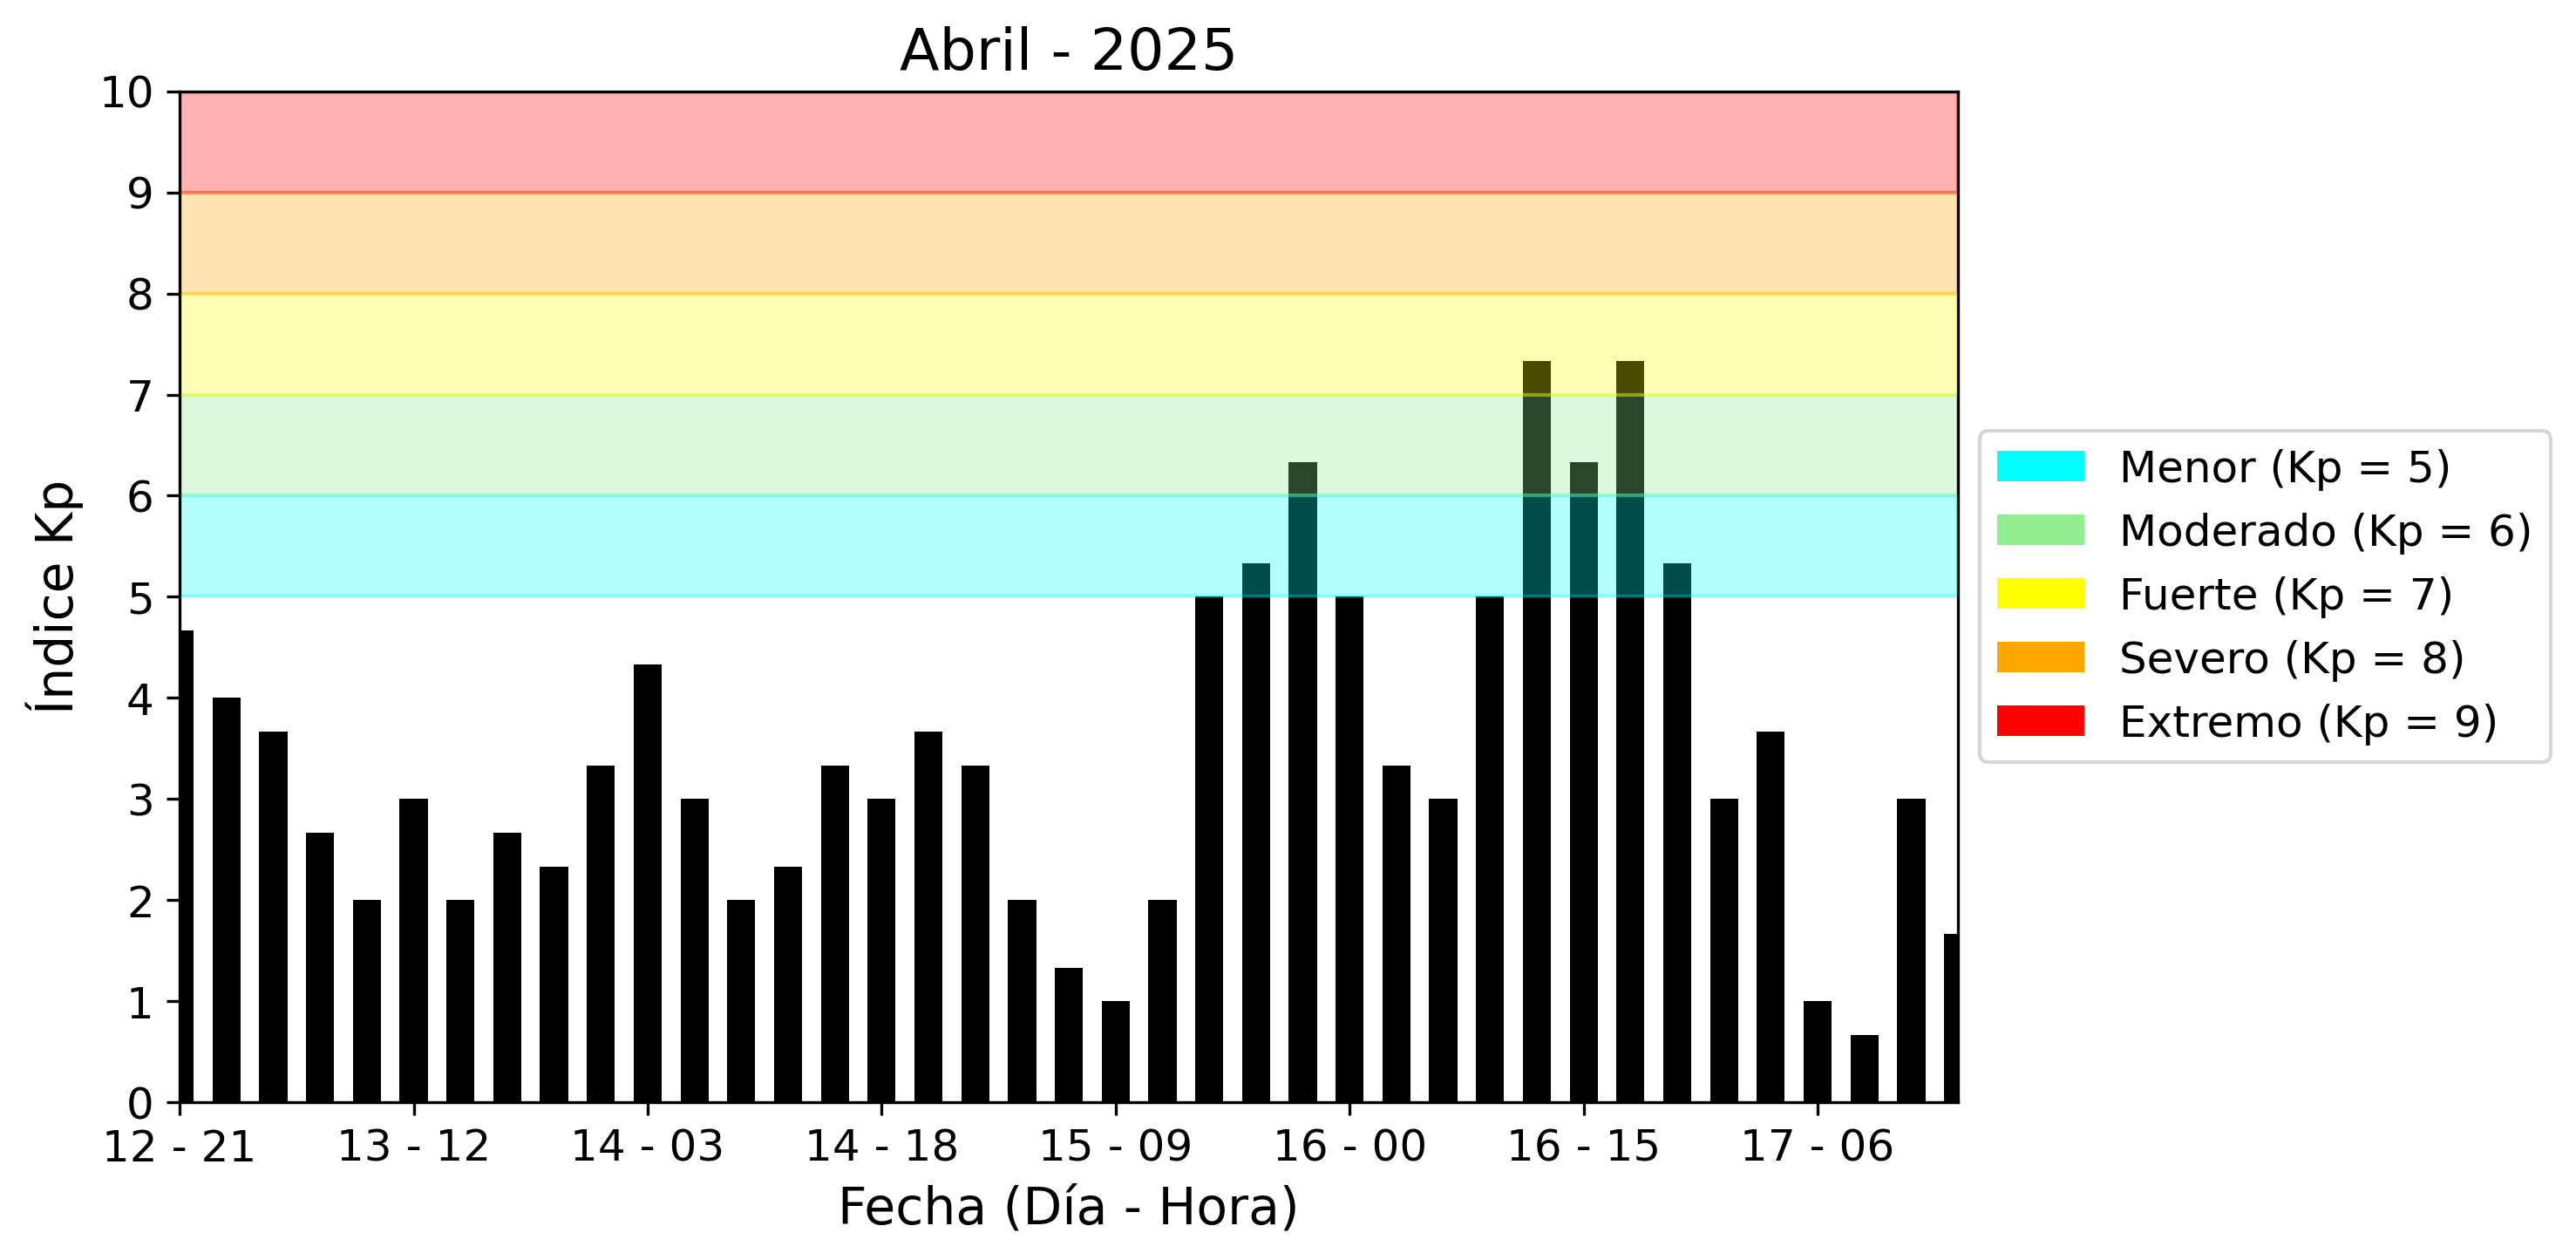 Abril - 2025
10
9
8
7
6
5
4
3
2
1
0
Índice Kp
12 - 21
13 - 12
14 - 03
14 - 18
15 - 09
16 - 00
16 - 15
17 - 06
Fecha (Día - Hora)
Menor (Kp = 5)
Moderado (Kp = 6)
Fuerte (Kp = 7)
Severo (Kp = 8)
Extremo (Kp = 9)